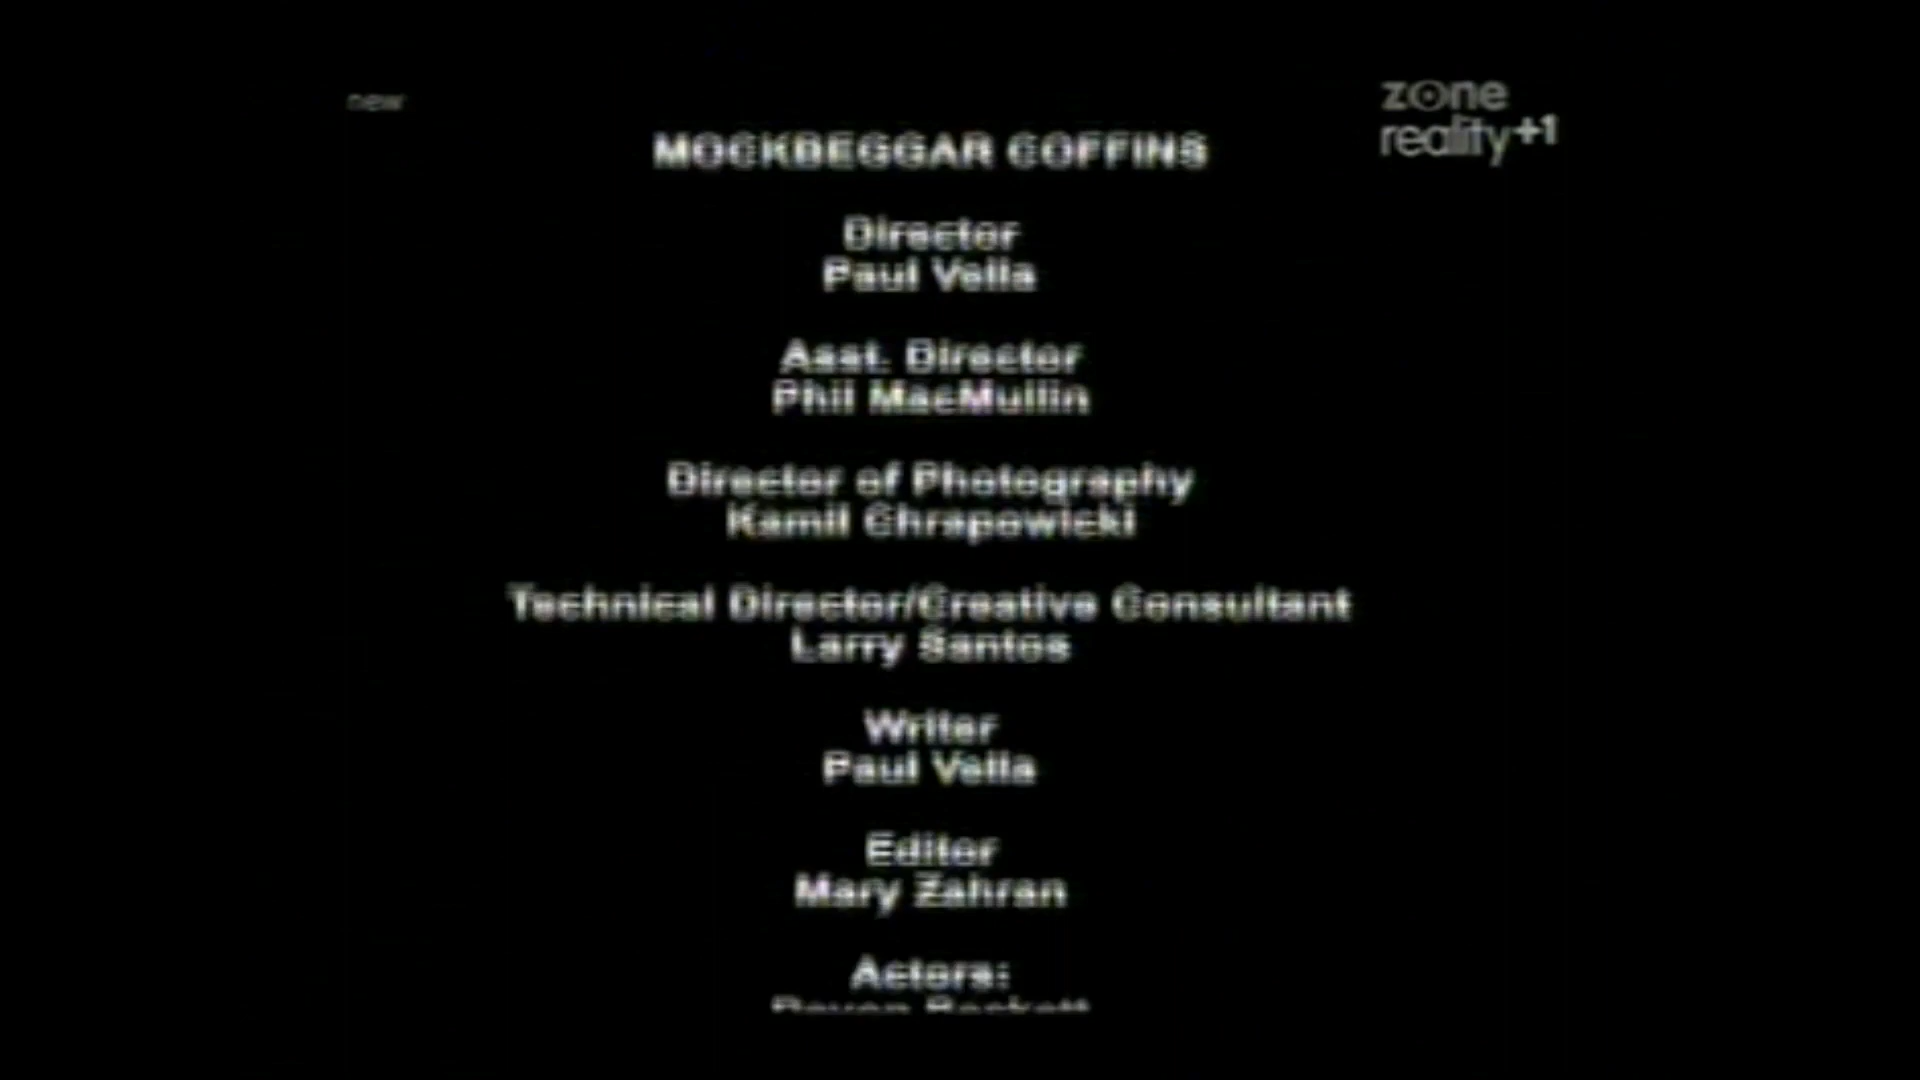 new
zone
reality+1
MOCKBEGGAR COFFINS
Director
Paul Vella
Asst. Director
Phil MacMullin
Director of Photography
Kamil Chrapowicki
Technical Director/Creative Consultant
Larry Santos
Writer
Paul Vella
Editor
Mary Zahran
Actors: